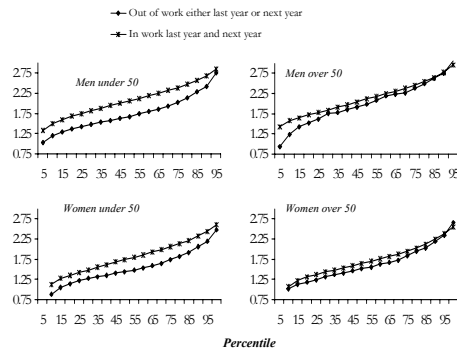 Out of work either last year or next year
In work last year and next year
Men under 50
2.75
2.25
1.75
1.25
0.75
5 15 25 35 45 55 65 75 85 95
Men over 50
2.75
2.25
1.75
1.25
0.75
5 15 25 35 45 55 65 75 85 95
Women under 50
2.75
2.25
1.75
1.25
0.75
5 15 25 35 45 55 65 75 85 95
Women over 50
2.75
2.25
1.75
1.25
0.75
5 15 25 35 45 55 65 75 85 95
Percentile